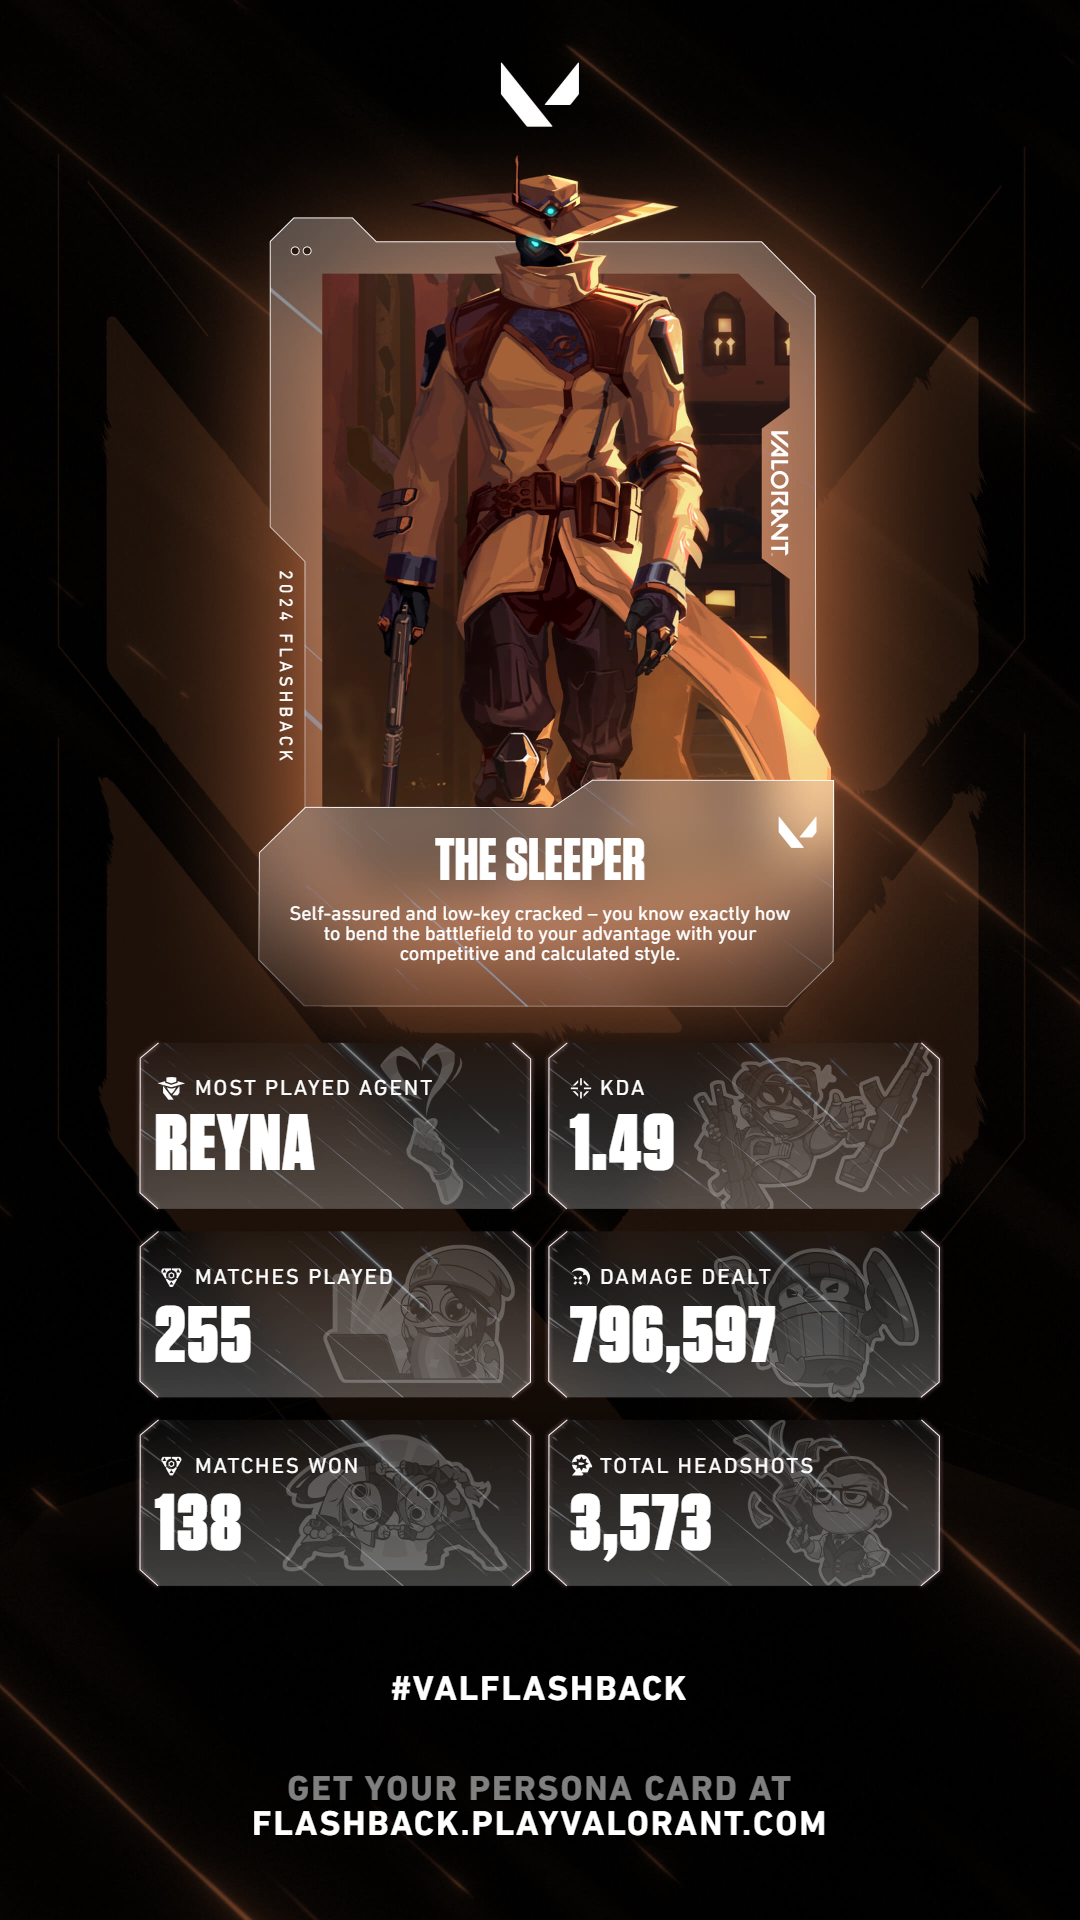 VALORANT
2024 FLASHBACK
THE SLEEPER
Self-assured and low-key cracked – you know exactly how
to bend the battlefield to your advantage with your
competitive and calculated style.
MOST PLAYED AGENT
REYNA
KDA
1.49
MATCHES PLAYED
255
DAMAGE DEALT
796,597
MATCHES WON
138
TOTAL HEADSHOTS
3,573
#VALFLASHBACK
GET YOUR PERSONA CARD AT
FLASHBACK.PLAYVALORANT.COM